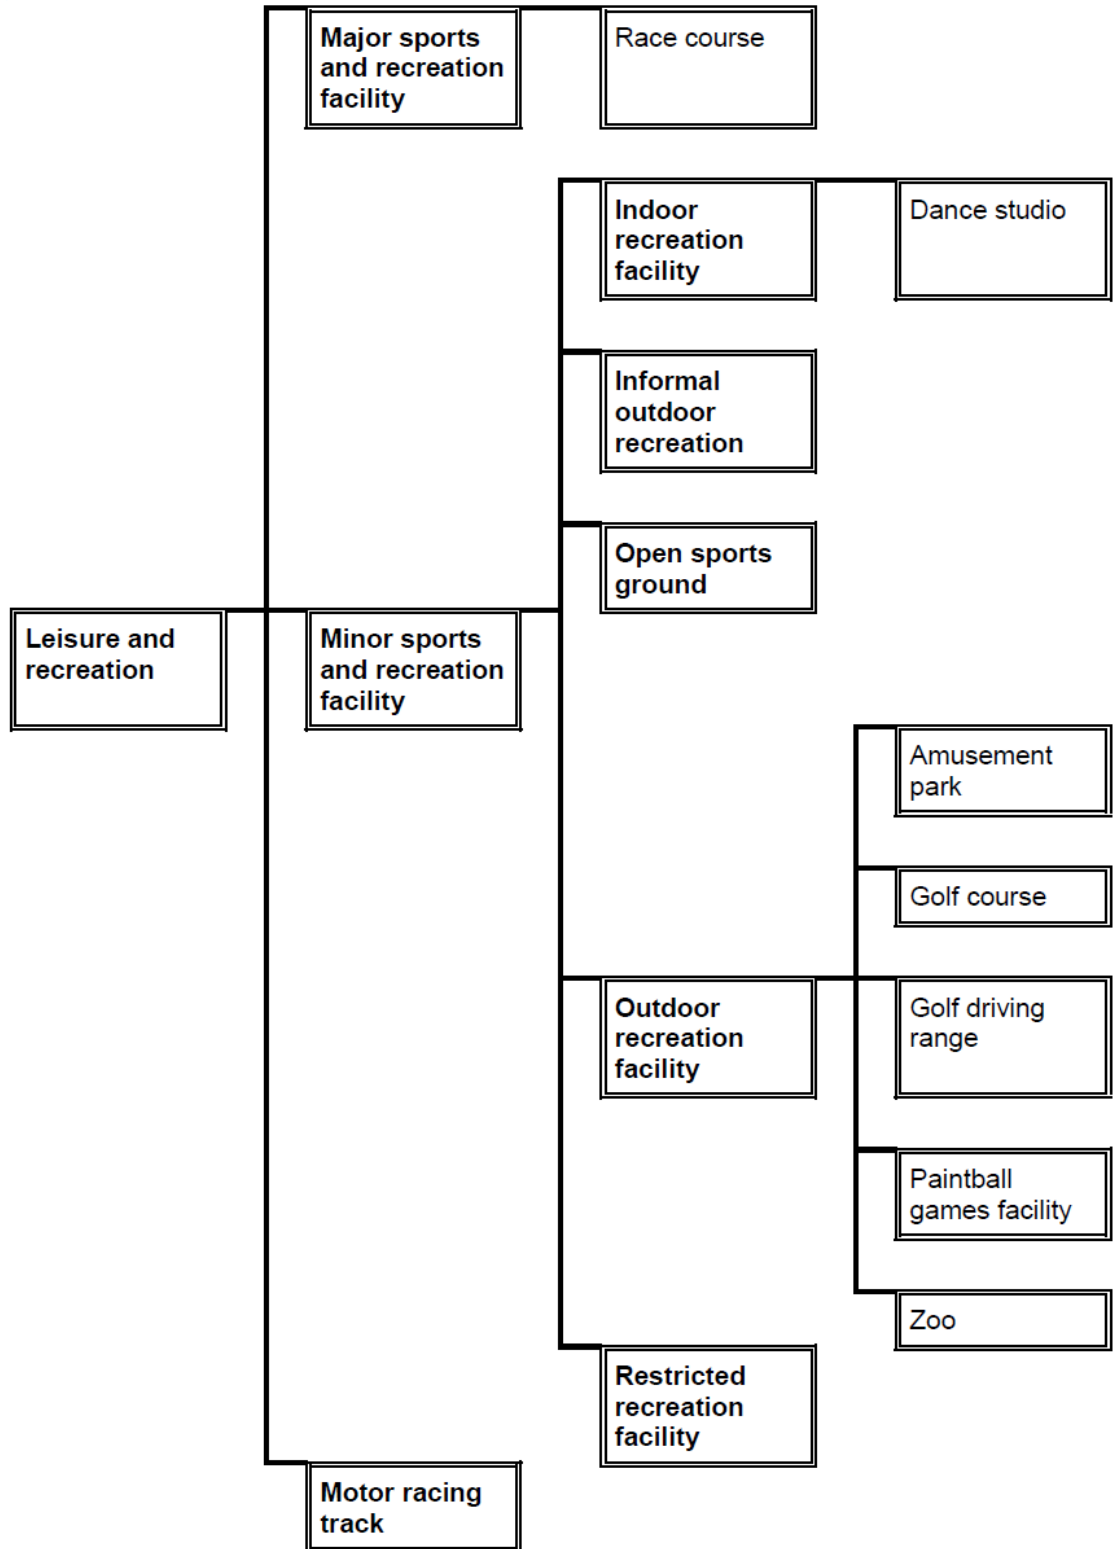 Major sports
and recreation
facility
Race course
Indoor
recreation
facility
Dance studio
Informal
outdoor
recreation
Open sports
ground
Leisure and
recreation
Minor sports
and recreation
facility
Amusement
park
Golf course
Outdoor
recreation
facility
Golf driving
range
Paintball
games facility
Zoo
Restricted
recreation
facility
Motor racing
track